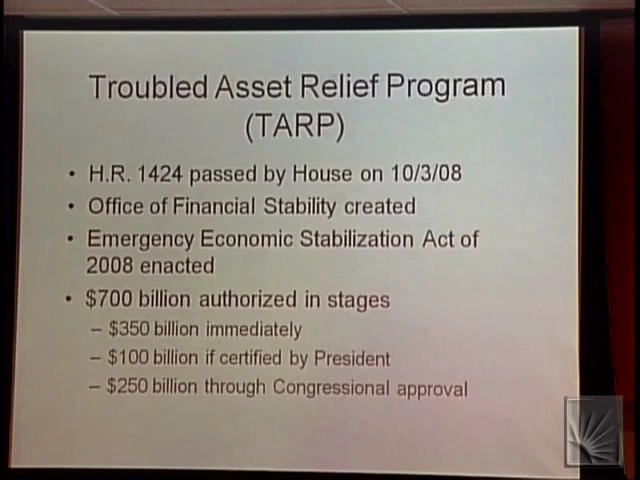 Troubled Asset Relief Program
(TARP)
• H.R. 1424 passed by House on 10/3/08
• Office of Financial Stability created
• Emergency Economic Stabilization Act of
2008 enacted
• $700 billion authorized in stages
– $350 billion immediately
– $100 billion if certified by President
– $250 billion through Congressional approval